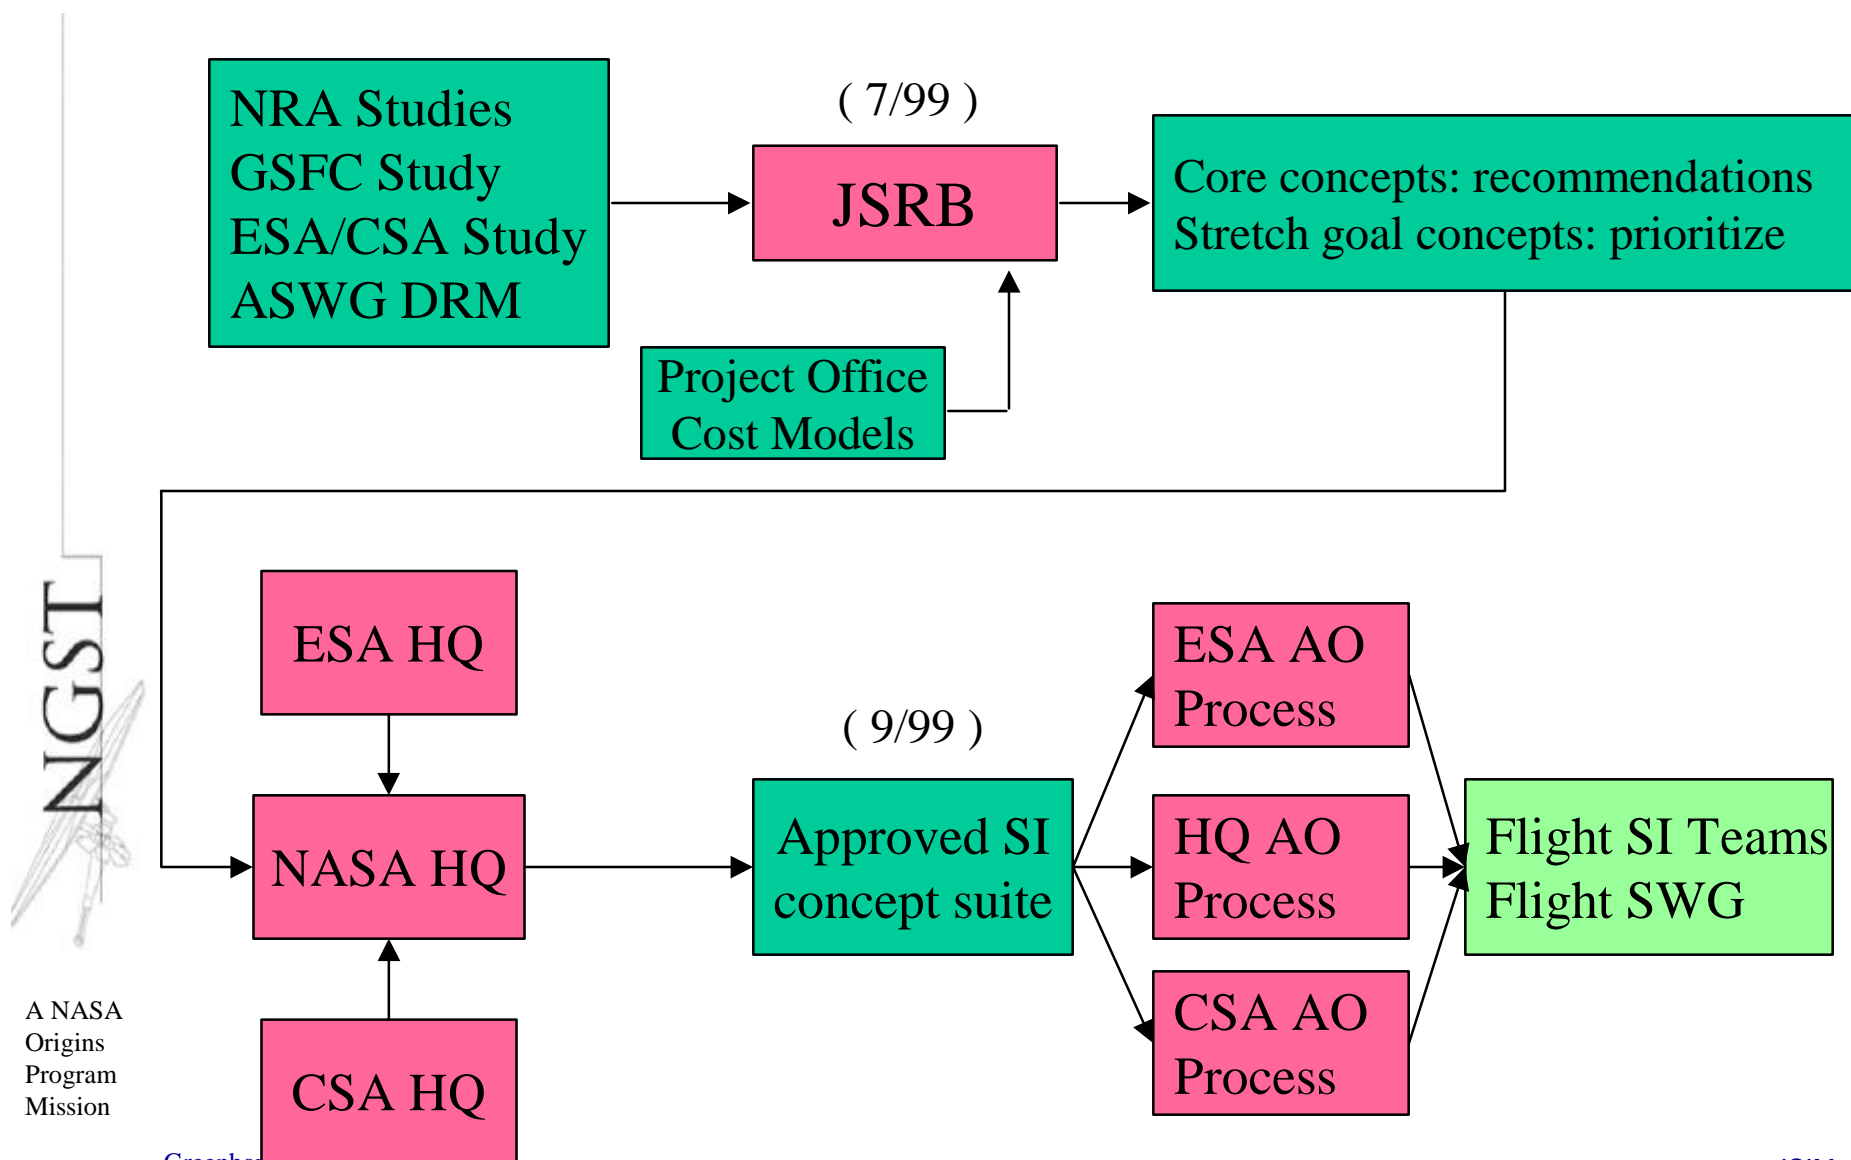 NRA Studies
GSFC Study
ESA/CSA Study
ASWG DRM
( 7/99 )
JSRB
Core concepts: recommendations
Stretch goal concepts: prioritize
Project Office
Cost Models
NGST
ESA HQ
NASA HQ
CSA HQ
( 9/99 )
Approved SI
concept suite
ESA AO
Process
HQ AO
Process
CSA AO
Process
Flight SI Teams
Flight SWG
A NASA
Origins
Program
Mission